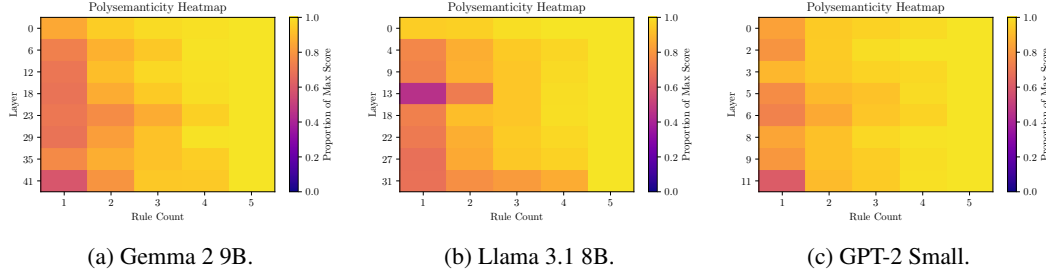 Polysemanticity Heatmap
0
4
6
12
18
23
29
35
41
Layer
1 2 3 4 5
Rule Count
1.0
0.8
0.6
0.4
0.2
0.0
Proportion of Max Score
(a) Gemma 2 9B.
Polysemanticity Heatmap
0
4
9
13
18
22
27
31
Layer
1 2 3 4 5
Rule Count
1.0
0.8
0.6
0.4
0.2
0.0
Proportion of Max Score
(b) Llama 3.1 8B.
Polysemanticity Heatmap
0
2
3
5
6
8
9
11
Layer
1 2 3 4 5
Rule Count
1.0
0.8
0.6
0.4
0.2
0.0
Proportion of Max Score
(c) GPT-2 Small.